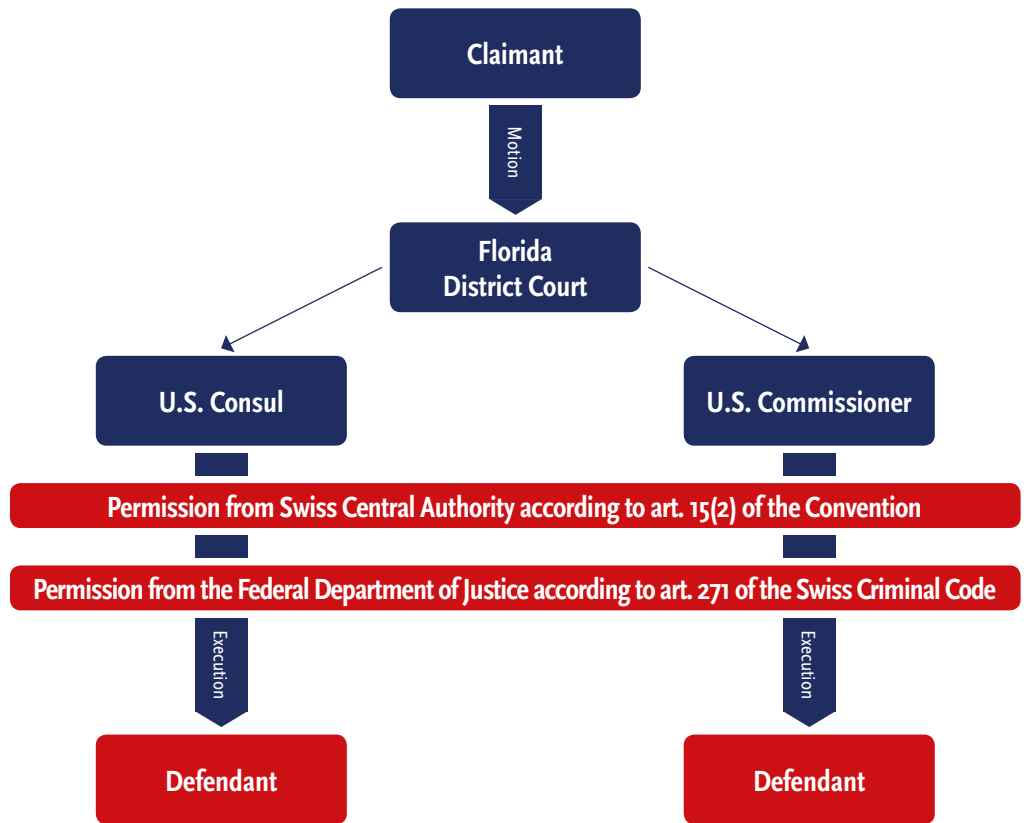 Claimant
Motion
Florida
District Court
U.S. Consul
U.S. Commissioner
Permission from Swiss Central Authority according to art. 15(2) of the Convention
Permission from the Federal Department of Justice according to art. 271 of the Swiss Criminal Code
Execution
Execution
Defendant
Defendant